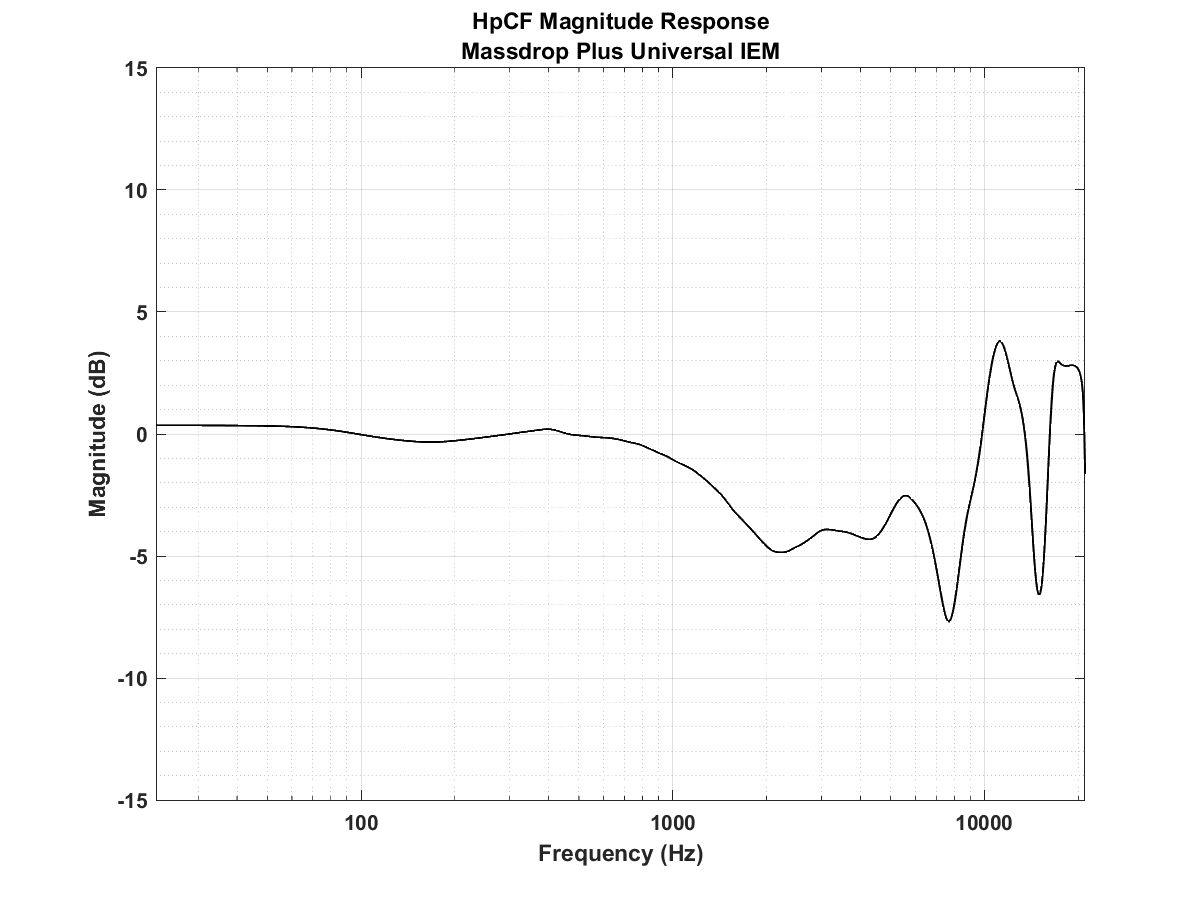 HpCF Magnitude Response
Massdrop Plus Universal IEM
15
10
5
0
-5
-10
-15
Magnitude (dB)
100
1000
10000
Frequency (Hz)